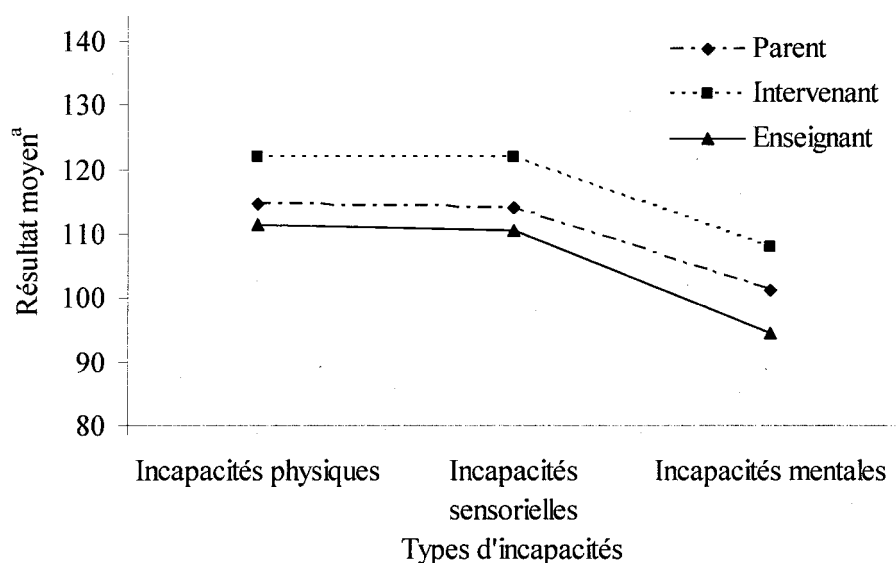 140
130
120
110
100
90
80
Résultat moyenᵃ
Parent
Intervenant
Enseignant
Incapacités physiques
Incapacités
sensorielles
Incapacités mentales
Types d'incapacités